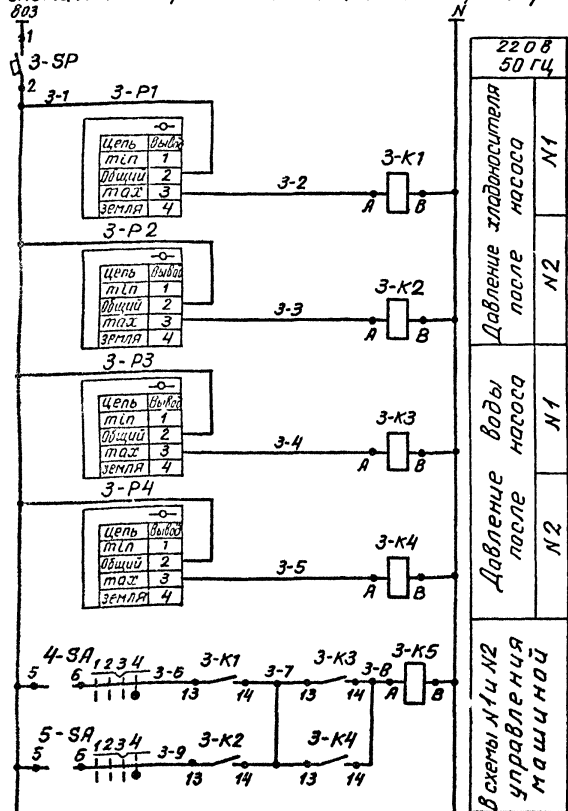 803
N
1
3-SP
2
3-1
3-P1
220 В
50 Гц
Цепь Вывод
min 1
Общий 2
max 3
земля 4
3-2
3-K1
А В
Давление хладоносителя
после насоса
N1
3-P2
Цепь Вывод
min 1
Общий 2
max 3
земля 4
3-3
3-K2
А В
N2
3-P3
Цепь Вывод
min 1
Общий 2
max 3
земля 4
3-4
3-K3
А В
Давление воды
после насоса
N1
3-P4
Цепь Вывод
min 1
Общий 2
max 3
земля 4
3-5
3-K4
А В
N2
4-SA
5 6 1 2 3 4 3-6 3-K1 13 14 3-7 3-K3 13 14 3-8 3-K5 А В
5-SA
5 6 1 2 3 4 3-9 3-K2 13 14 3-K4 13 14
В схемы N1 и N2
управления
машиной